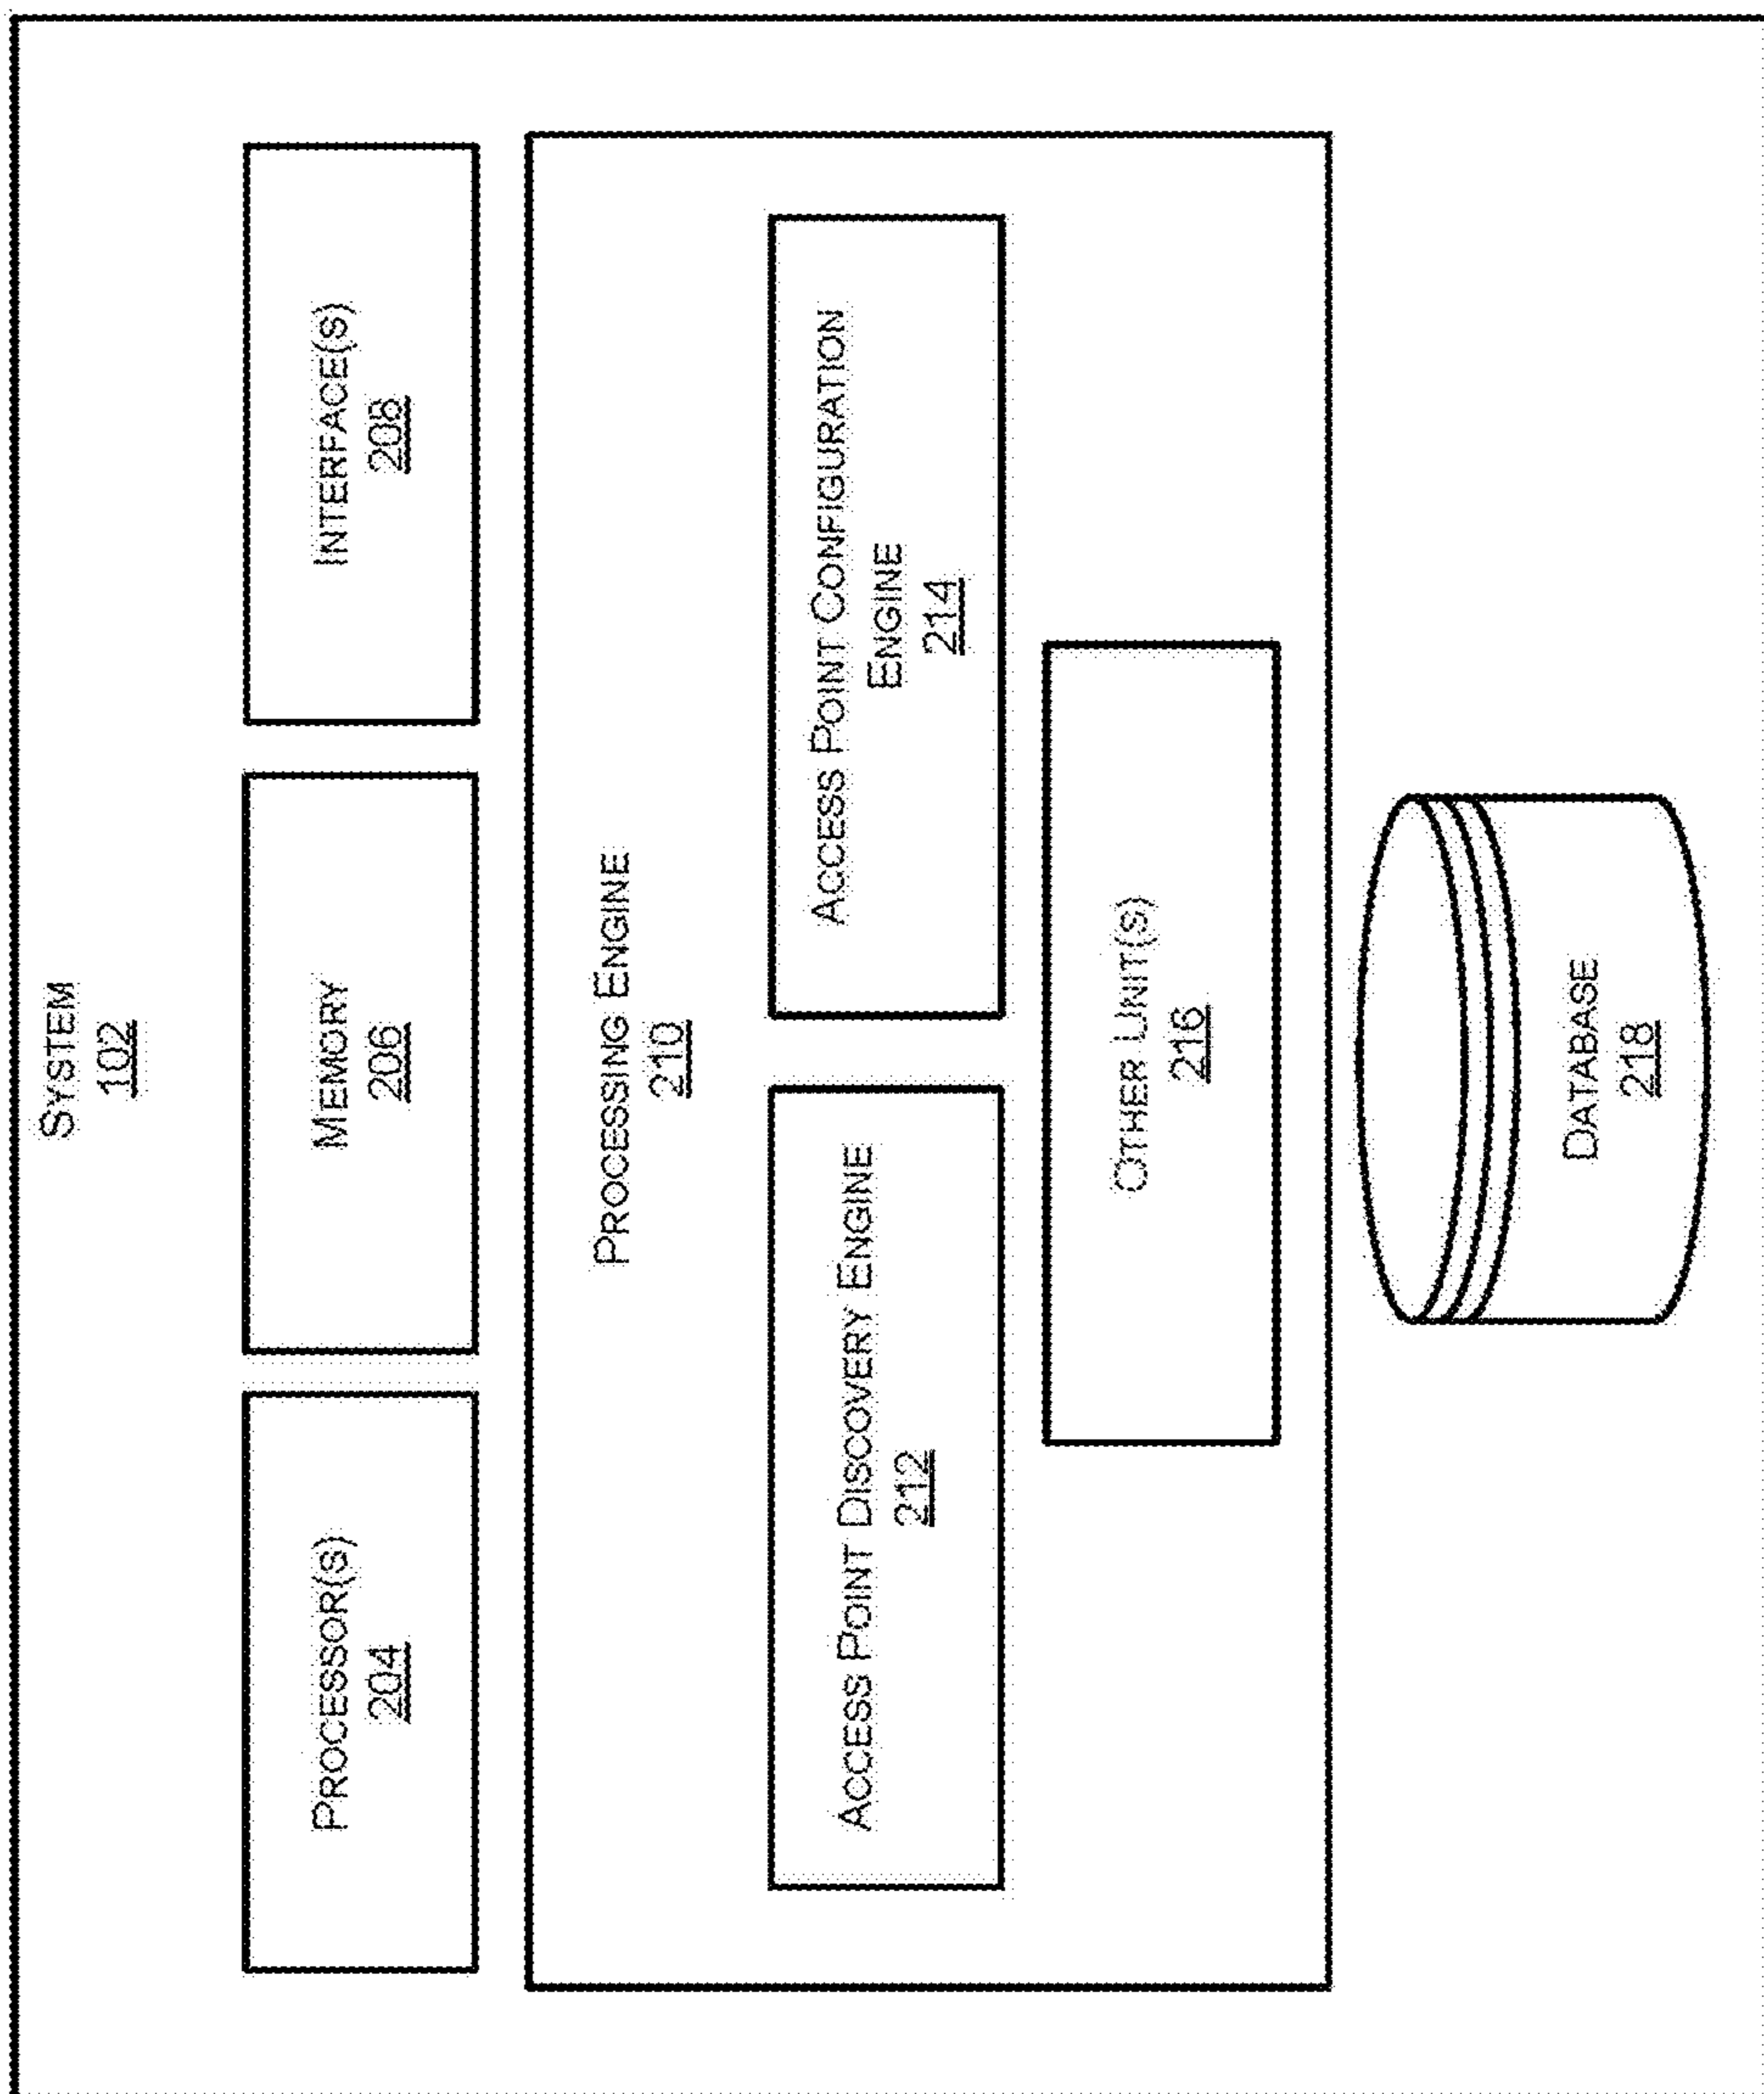 SYSTEM
102
PROCESSOR(S)
204
MEMORY
206
INTERFACE(S)
208
PROCESSING ENGINE
210
ACCESS POINT DISCOVERY ENGINE
212
ACCESS POINT CONFIGURATION
ENGINE
214
OTHER UNIT(S)
216
DATABASE
218